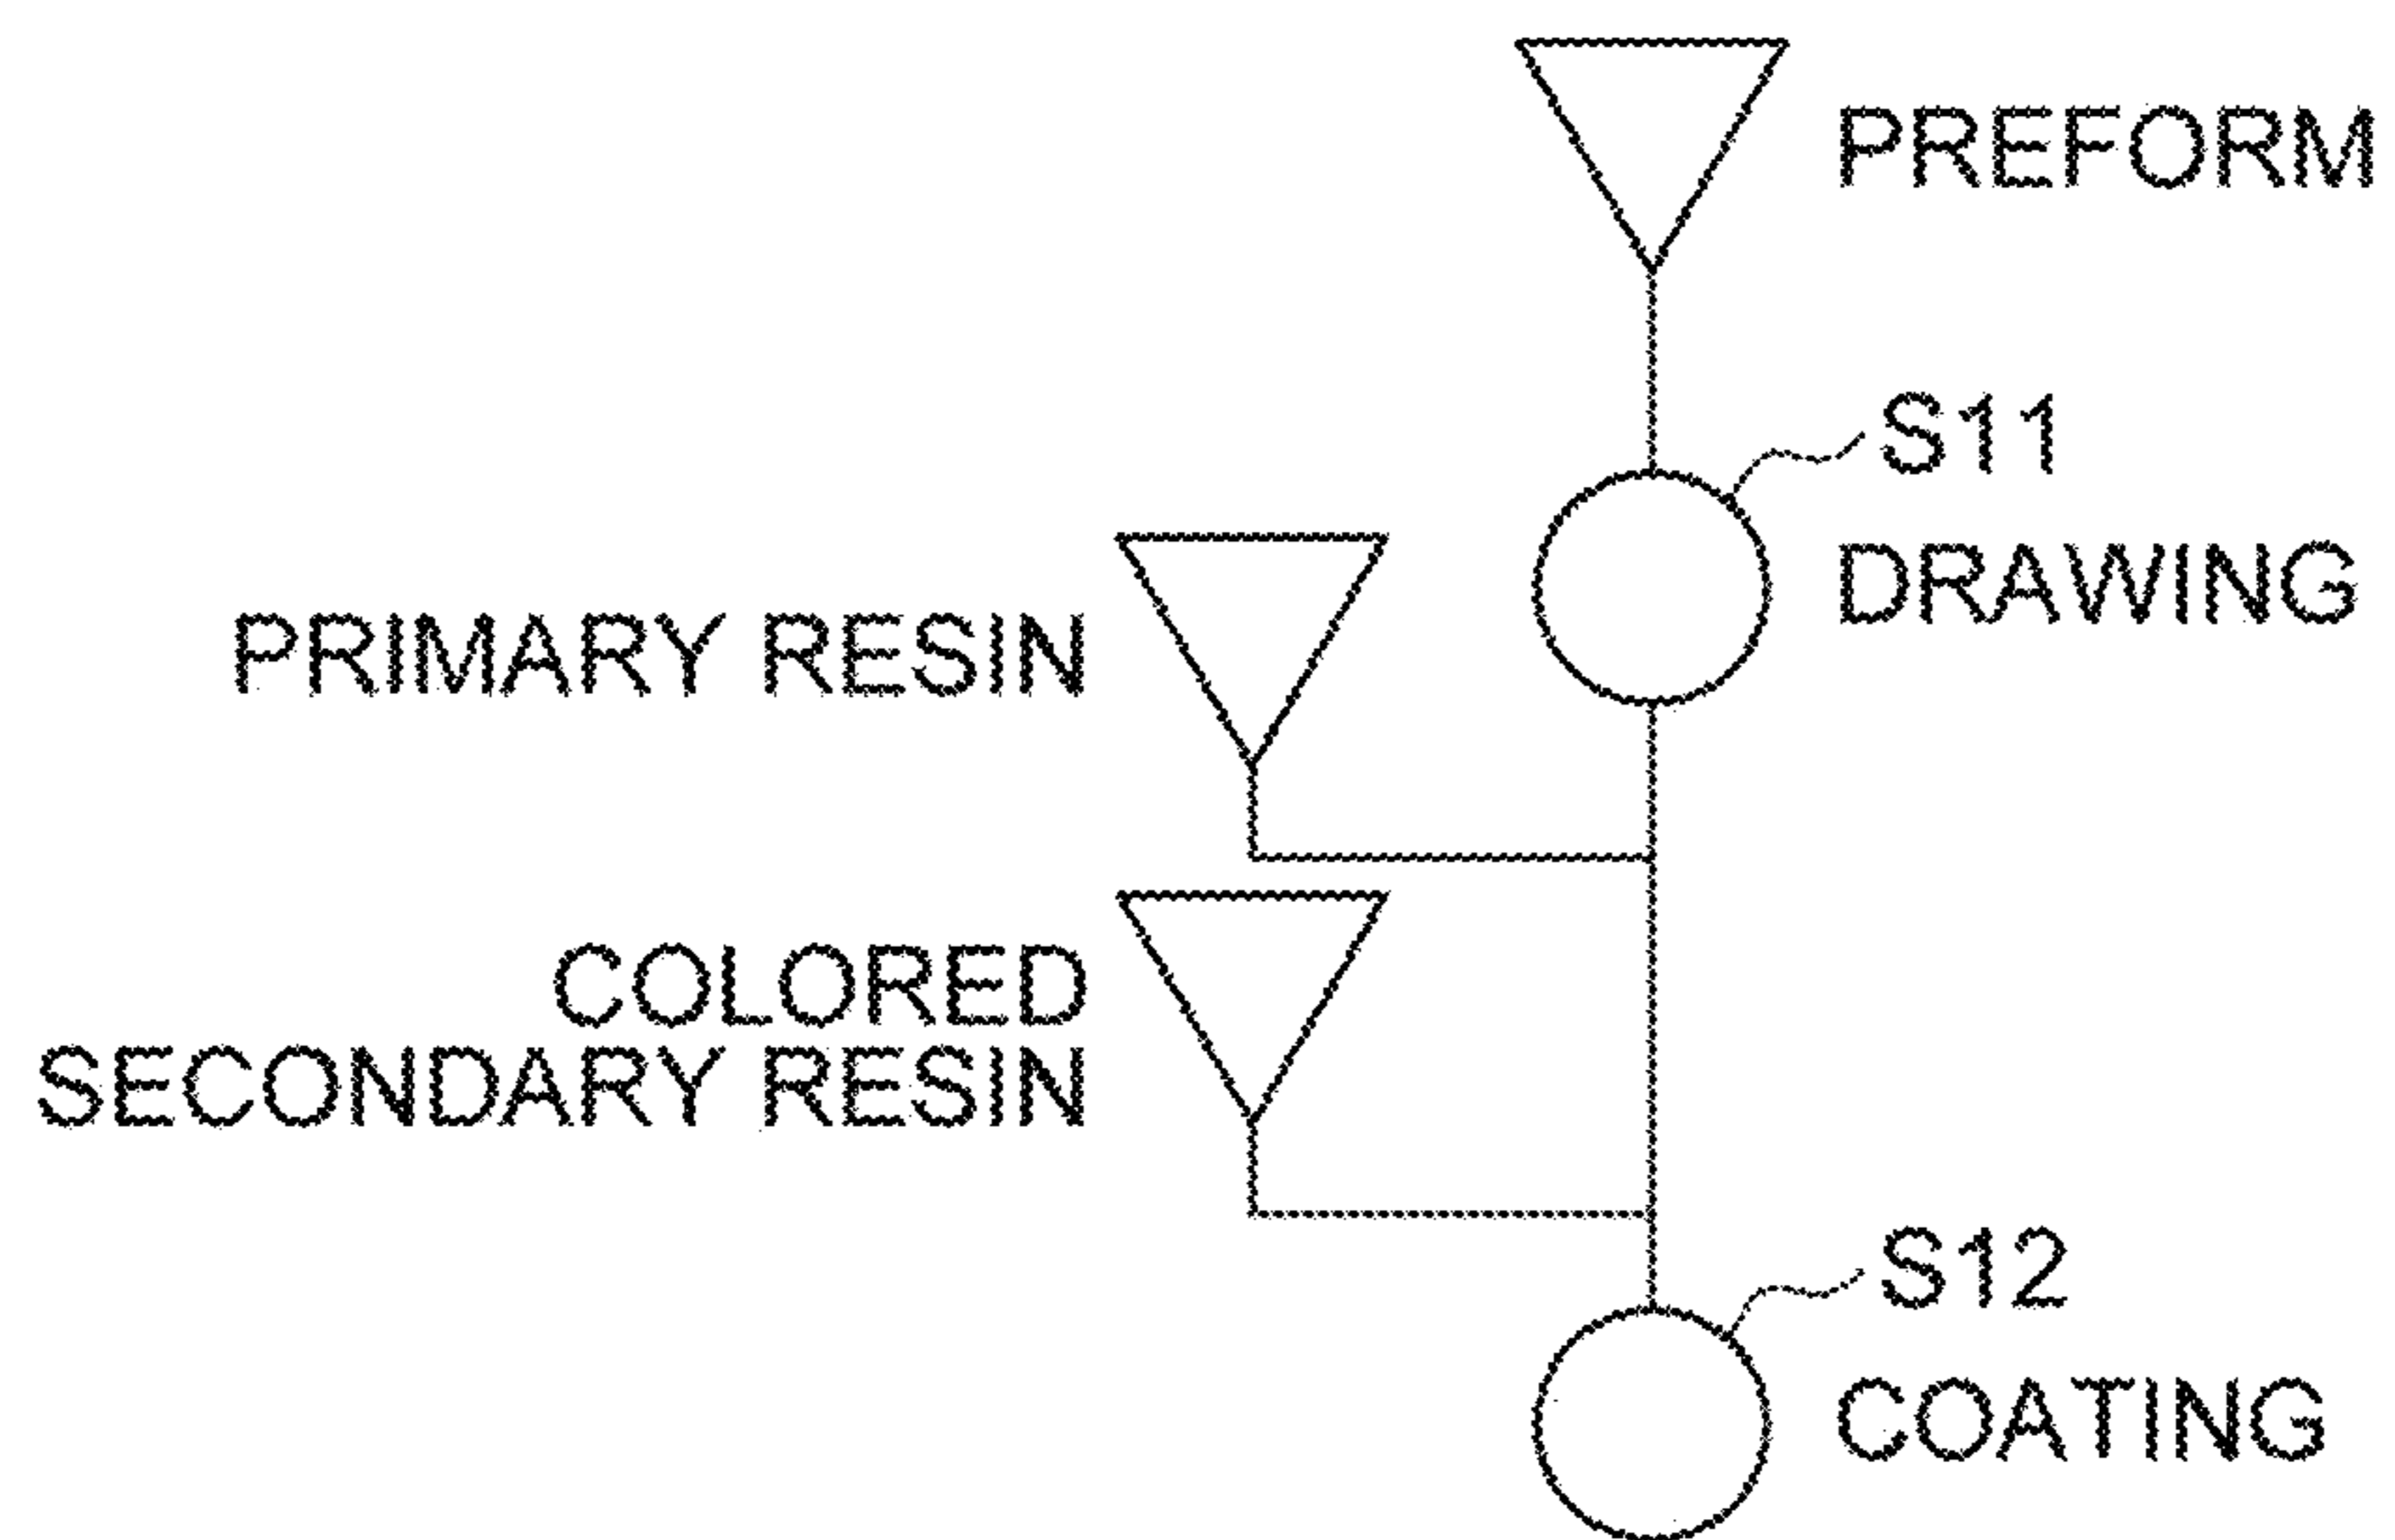 PREFORM
S11
DRAWING
PRIMARY RESIN
COLORED
SECONDARY RESIN
S12
COATING